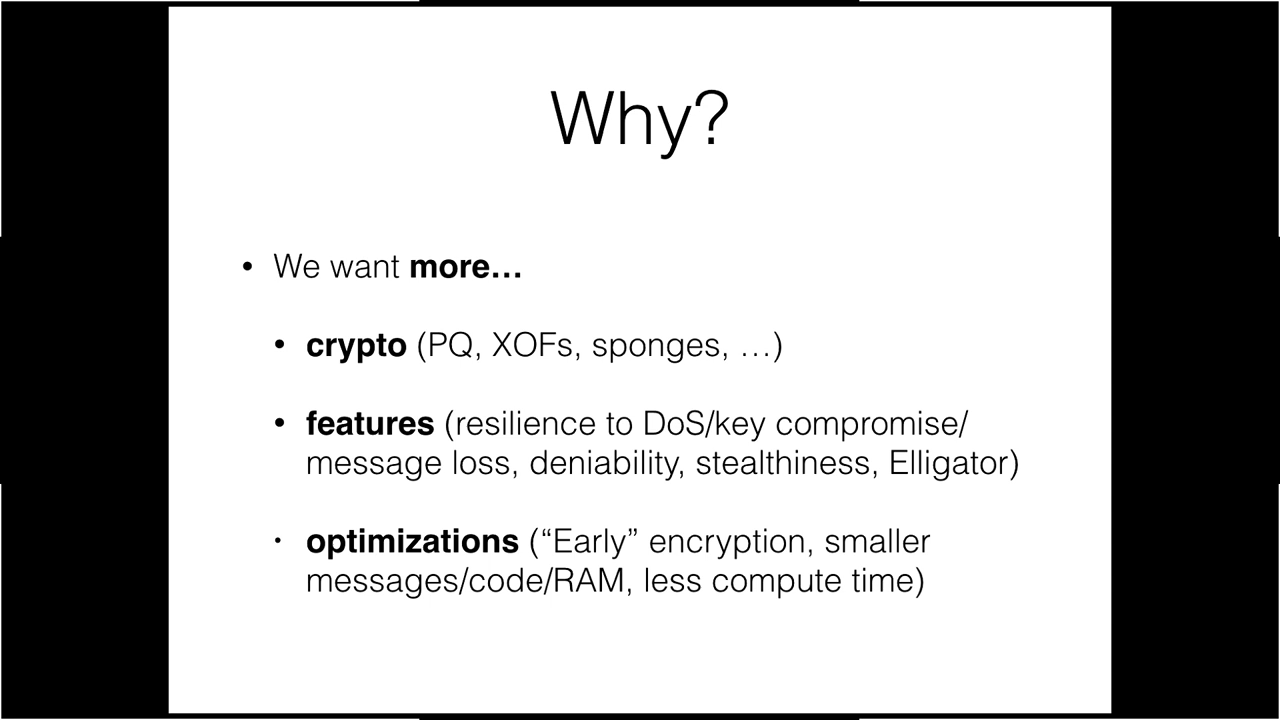 Why?
• We want more…
• crypto (PQ, XOFs, sponges, …)
• features (resilience to DoS/key compromise/
message loss, deniability, stealthiness, Elligator)
• optimizations (“Early” encryption, smaller
messages/code/RAM, less compute time)